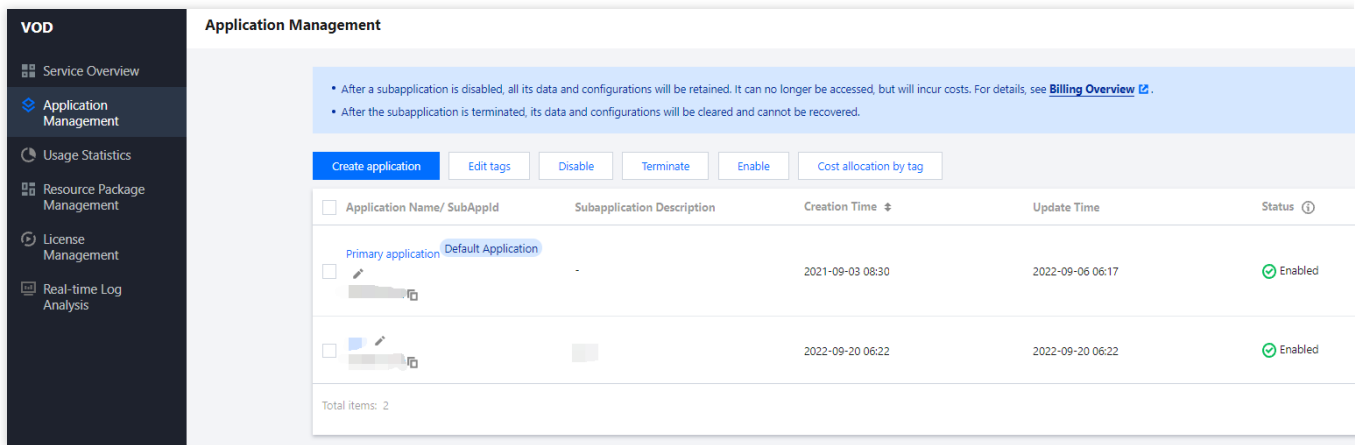 VOD
Application Management
Service Overview
Application
Management
Usage Statistics
Resource Package
Management
License
Management
Real-time Log
Analysis
• After a subapplication is disabled, all its data and configurations will be retained. It can no longer be accessed, but will incur costs. For details, see Billing Overview .
• After the subapplication is terminated, its data and configurations will be cleared and cannot be recovered.
Create application Edit tags Disable Terminate Enable Cost allocation by tag
Application Name/ SubAppId Subapplication Description Creation Time Update Time Status
Primary application Default Application
- 2021-09-03 08:30 2022-09-06 06:17 Enabled
2022-09-20 06:22 2022-09-20 06:22 Enabled
Total items: 2